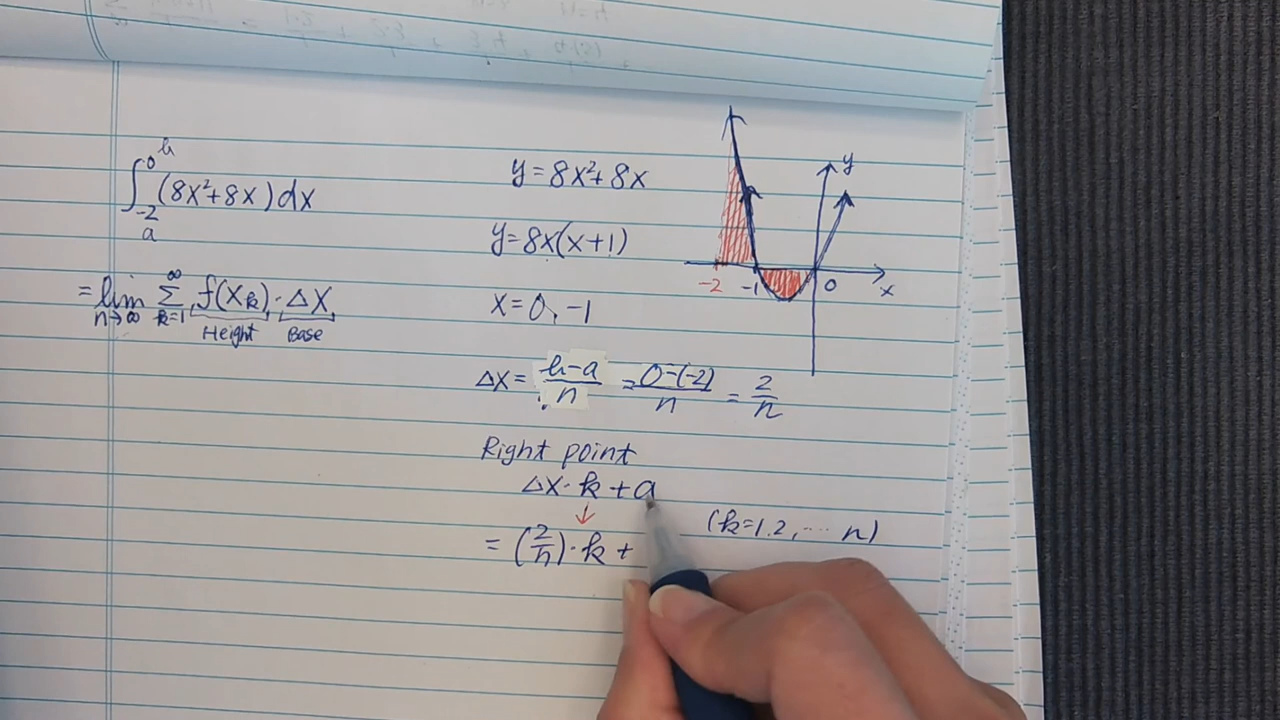 b
∫₋₂⁰ (8x²+8x) dx
a
= lim n→∞ ∞ Σ k=1 f(xₖ) · Δx
Height Base
y = 8x²+8x
y = 8x(x+1)
x = 0, -1
Δx = b-a/n = 0-(-2)/n = 2/n
Right point
Δx · k + a
↓
= (2/n) · k +
(k=1.2, ... n)
y
-2 -1 0 x